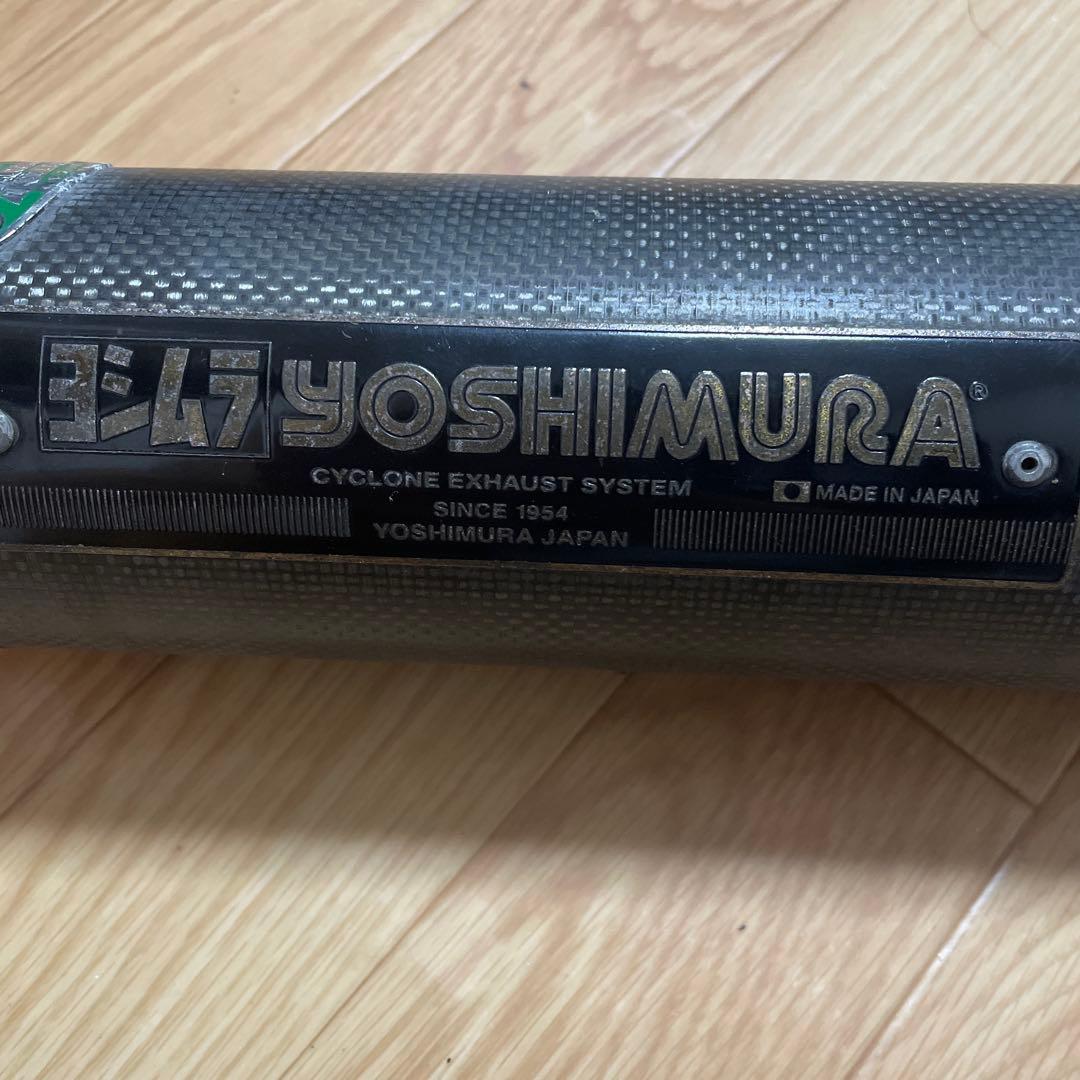 ヨシムラ YOSHIMURA®
CYCLONE EXHAUST SYSTEM
MADE IN JAPAN
SINCE 1954
YOSHIMURA JAPAN